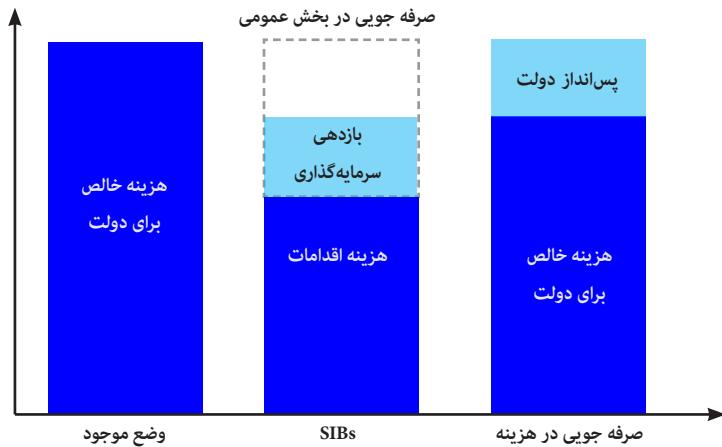 صرفه جویی در بخش عمومی
پس‌انداز دولت
بازدهی
سرمایه‌گذاری
هزینه خالص
برای دولت
هزینه اقدامات
هزینه خالص
برای دولت
صرفه جویی در هزینه
SIBs
وضع موجود